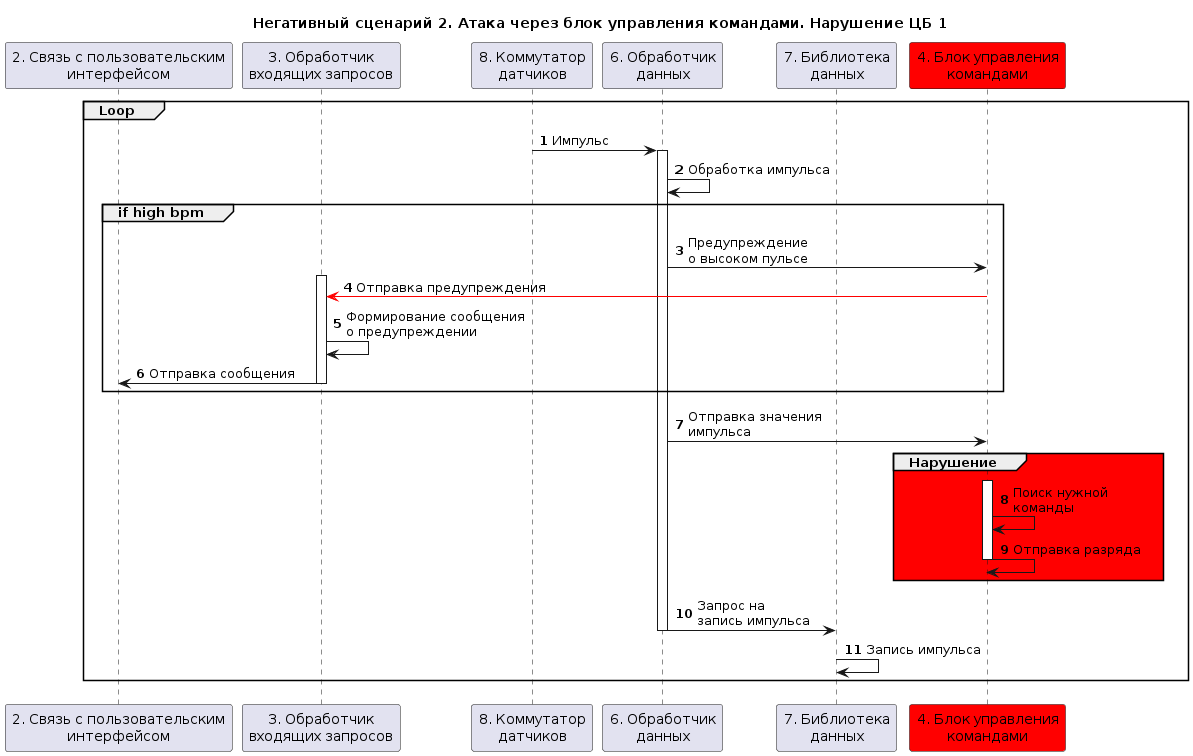 Негативный сценарий 2. Атака через блок управления командами. Нарушение ЦБ 1
2. Связь с пользовательским
интерфейсом
3. Обработчик
входящих запросов
8. Коммутатор
датчиков
6. Обработчик
данных
7. Библиотека
данных
4. Блок управления
командами
Loop
1 Импульс
2 Обработка импульса
if high bpm
3 Предупреждение
о высоком пульсе
4 Отправка предупреждения
5 Формирование сообщения
о предупреждении
6 Отправка сообщения
7 Отправка значения
импульса
Нарушение
8 Поиск нужной
команды
9 Отправка разряда
10 Запрос на
запись импульса
11 Запись импульса
2. Связь с пользовательским
интерфейсом
3. Обработчик
входящих запросов
8. Коммутатор
датчиков
6. Обработчик
данных
7. Библиотека
данных
4. Блок управления
командами